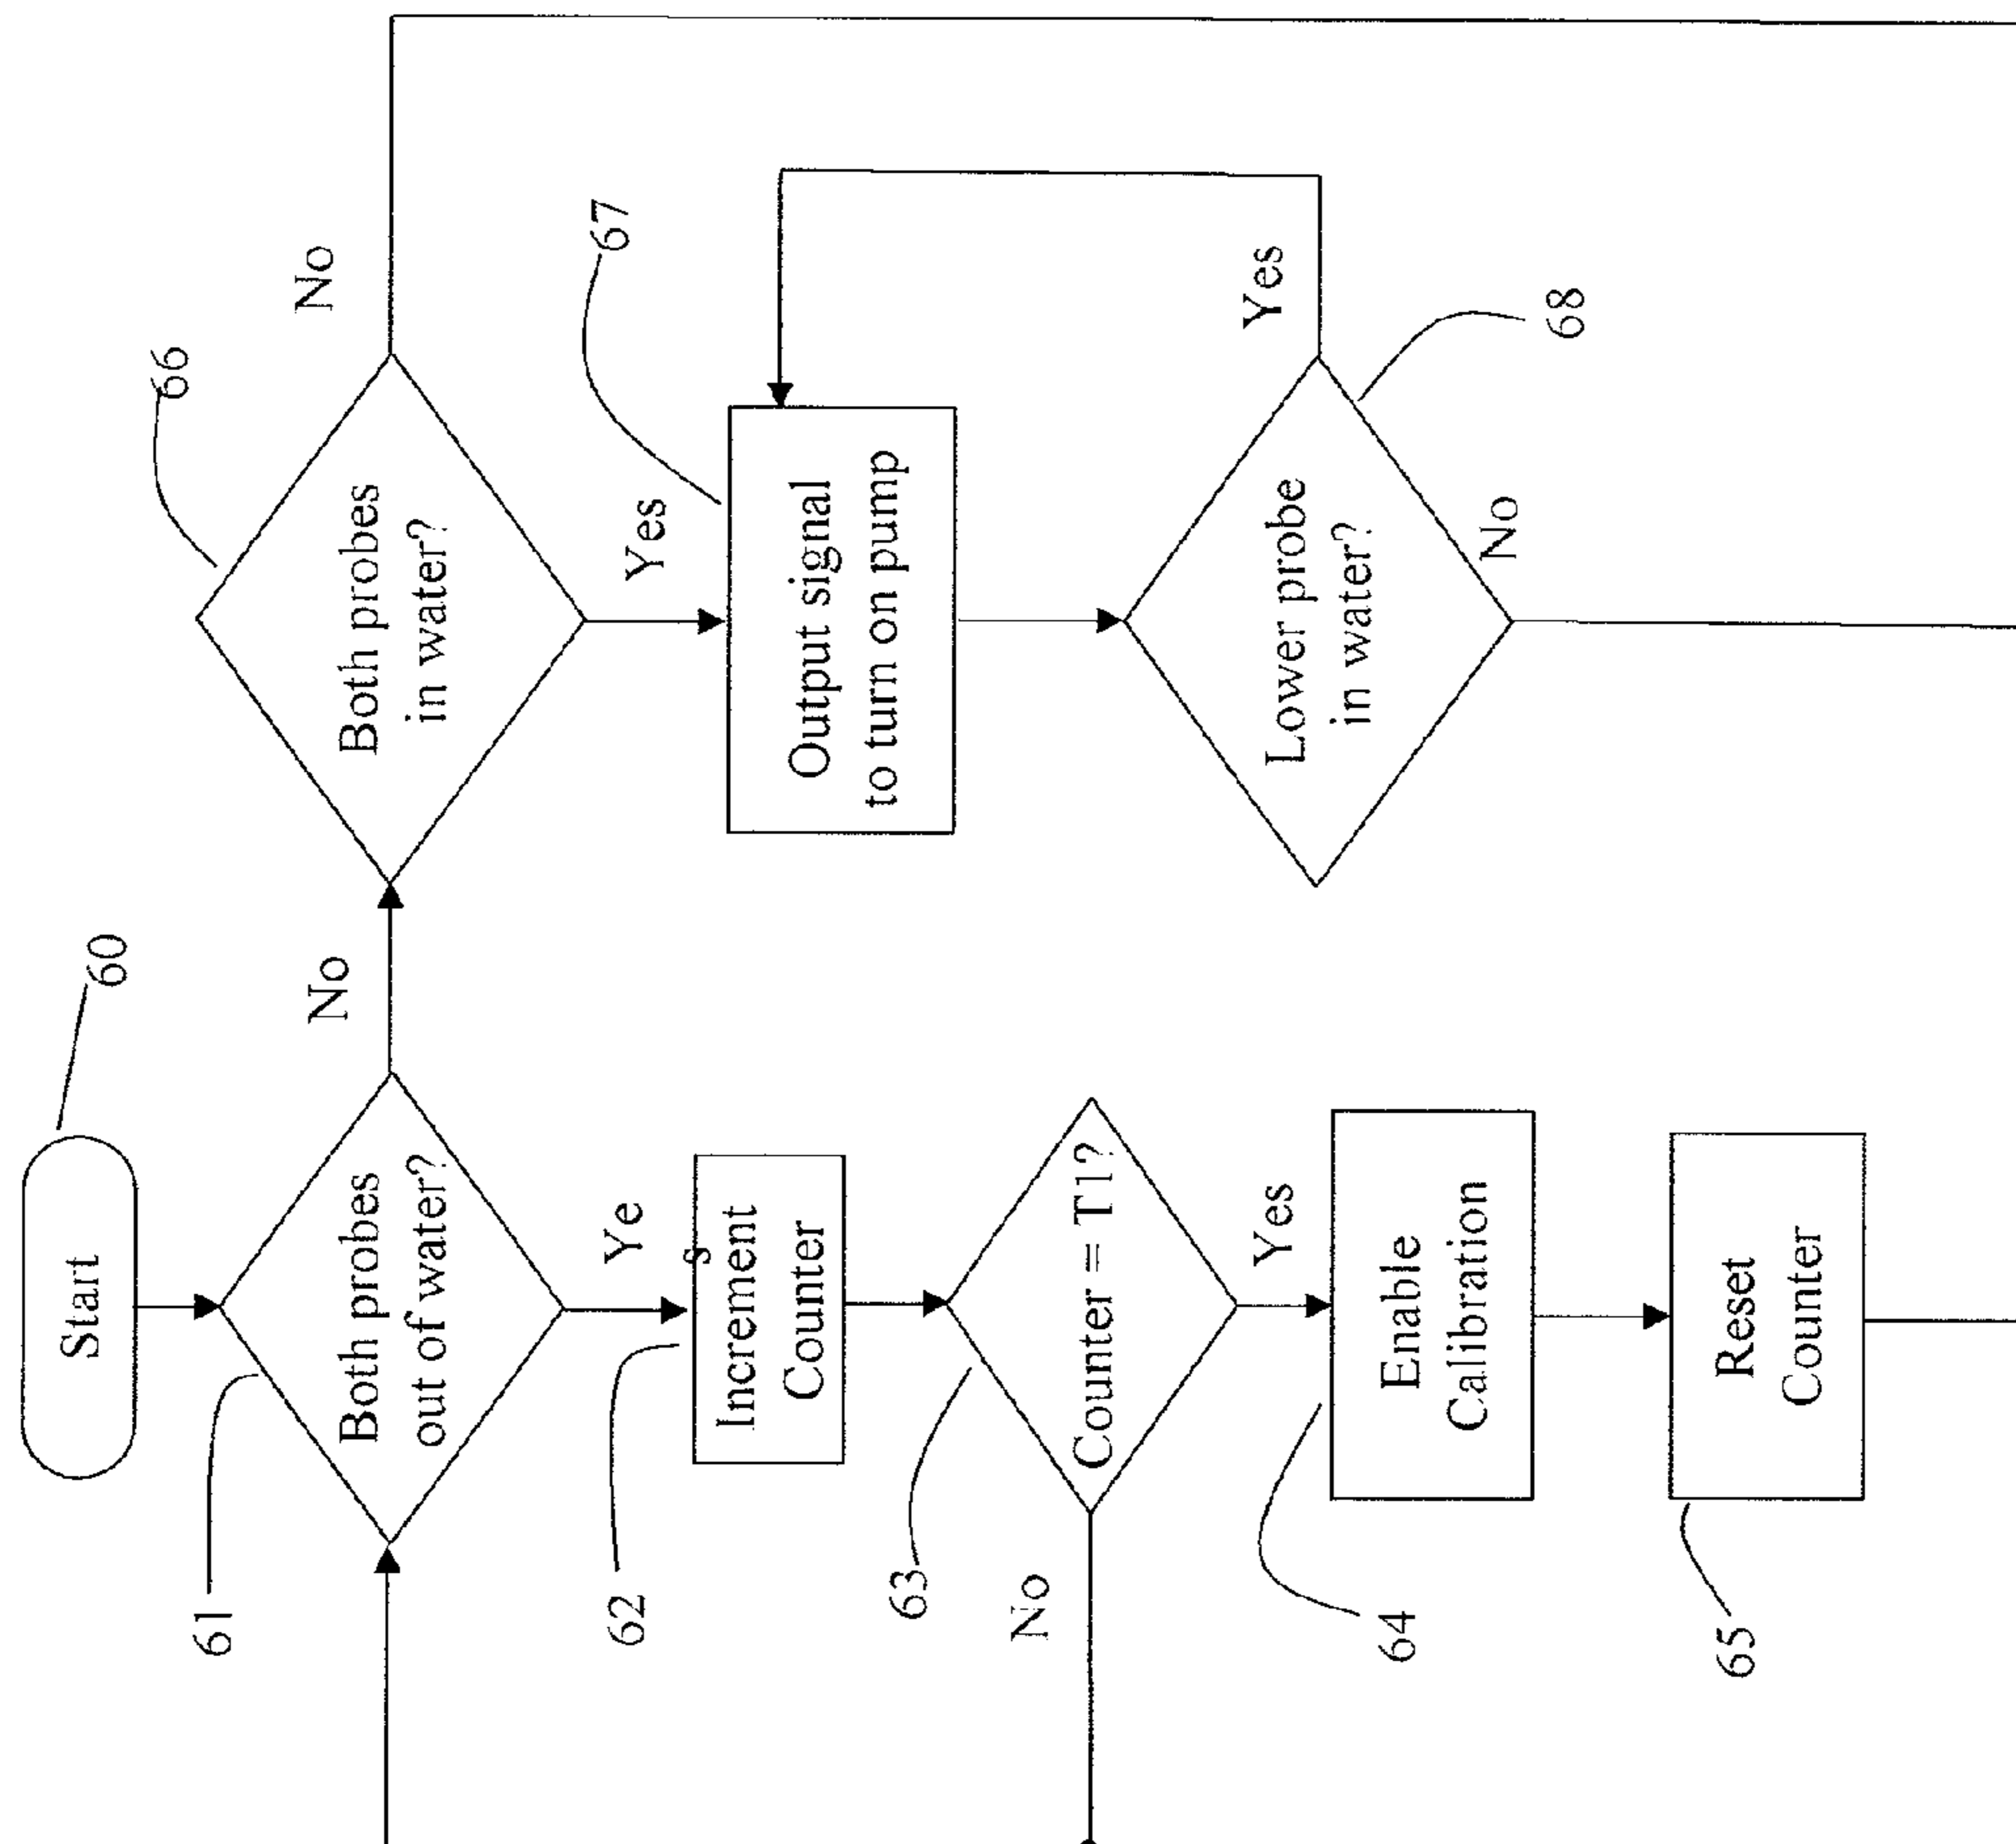 Start
60
61
Both probes
out of water?
No
Ye
s
62
Increment
Counter
63
Counter = T1?
No
Yes
64
Enable
Calibration
65
Reset
Counter
66
Both probes
in water?
No
Yes
67
Output signal
to turn on pump
68
Lower probe
in water?
Yes
No